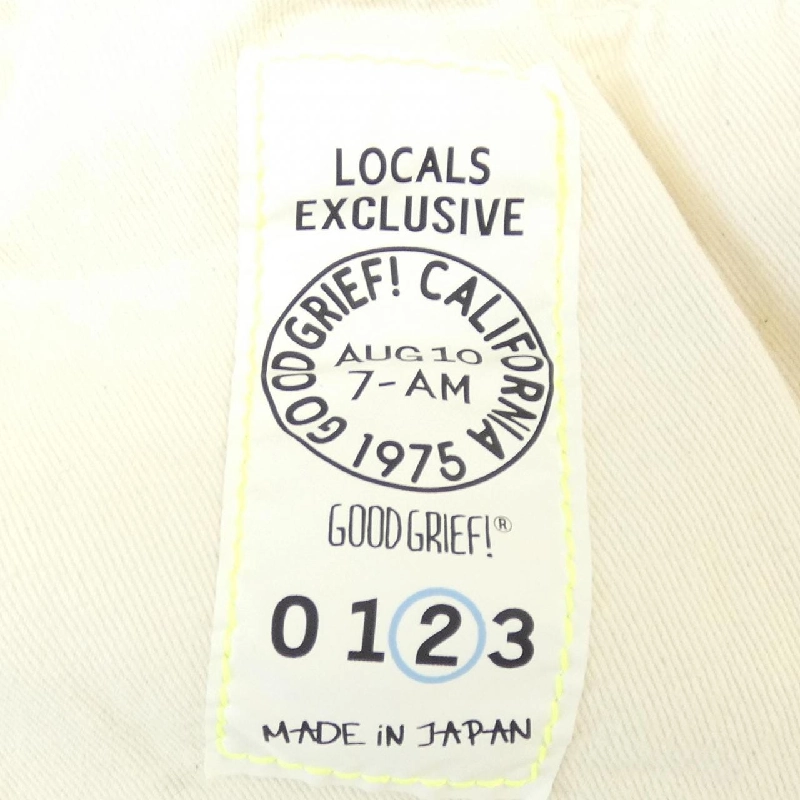 LOCALS
EXCLUSIVE
GOOD GRIEF! CALIFORNIA
AUG 10
7-AM
1975
GOOD GRIEF!®
0 1 2 3
MADE iN JAPAN